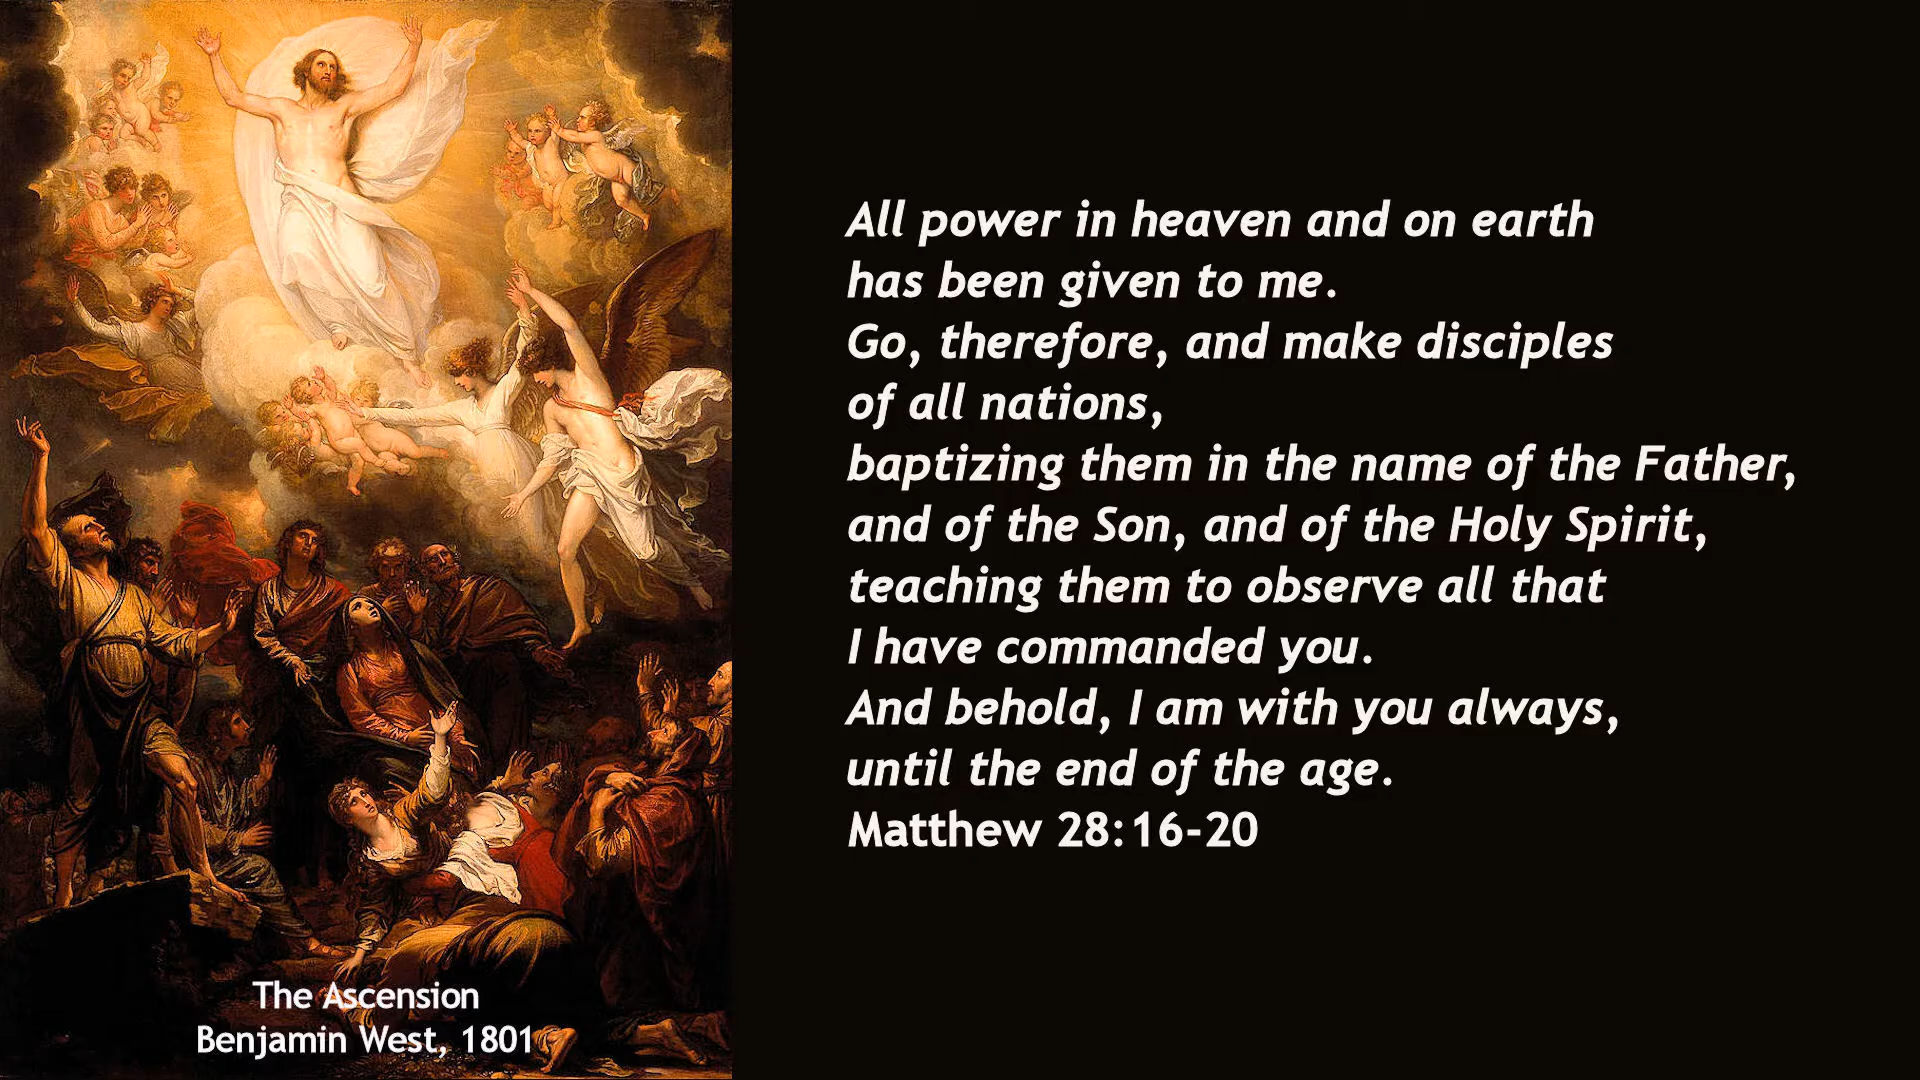 All power in heaven and on earth
has been given to me.
Go, therefore, and make disciples
of all nations,
baptizing them in the name of the Father,
and of the Son, and of the Holy Spirit,
teaching them to observe all that
I have commanded you.
And behold, I am with you always,
until the end of the age.
Matthew 28:16-20
The Ascension
Benjamin West, 1801